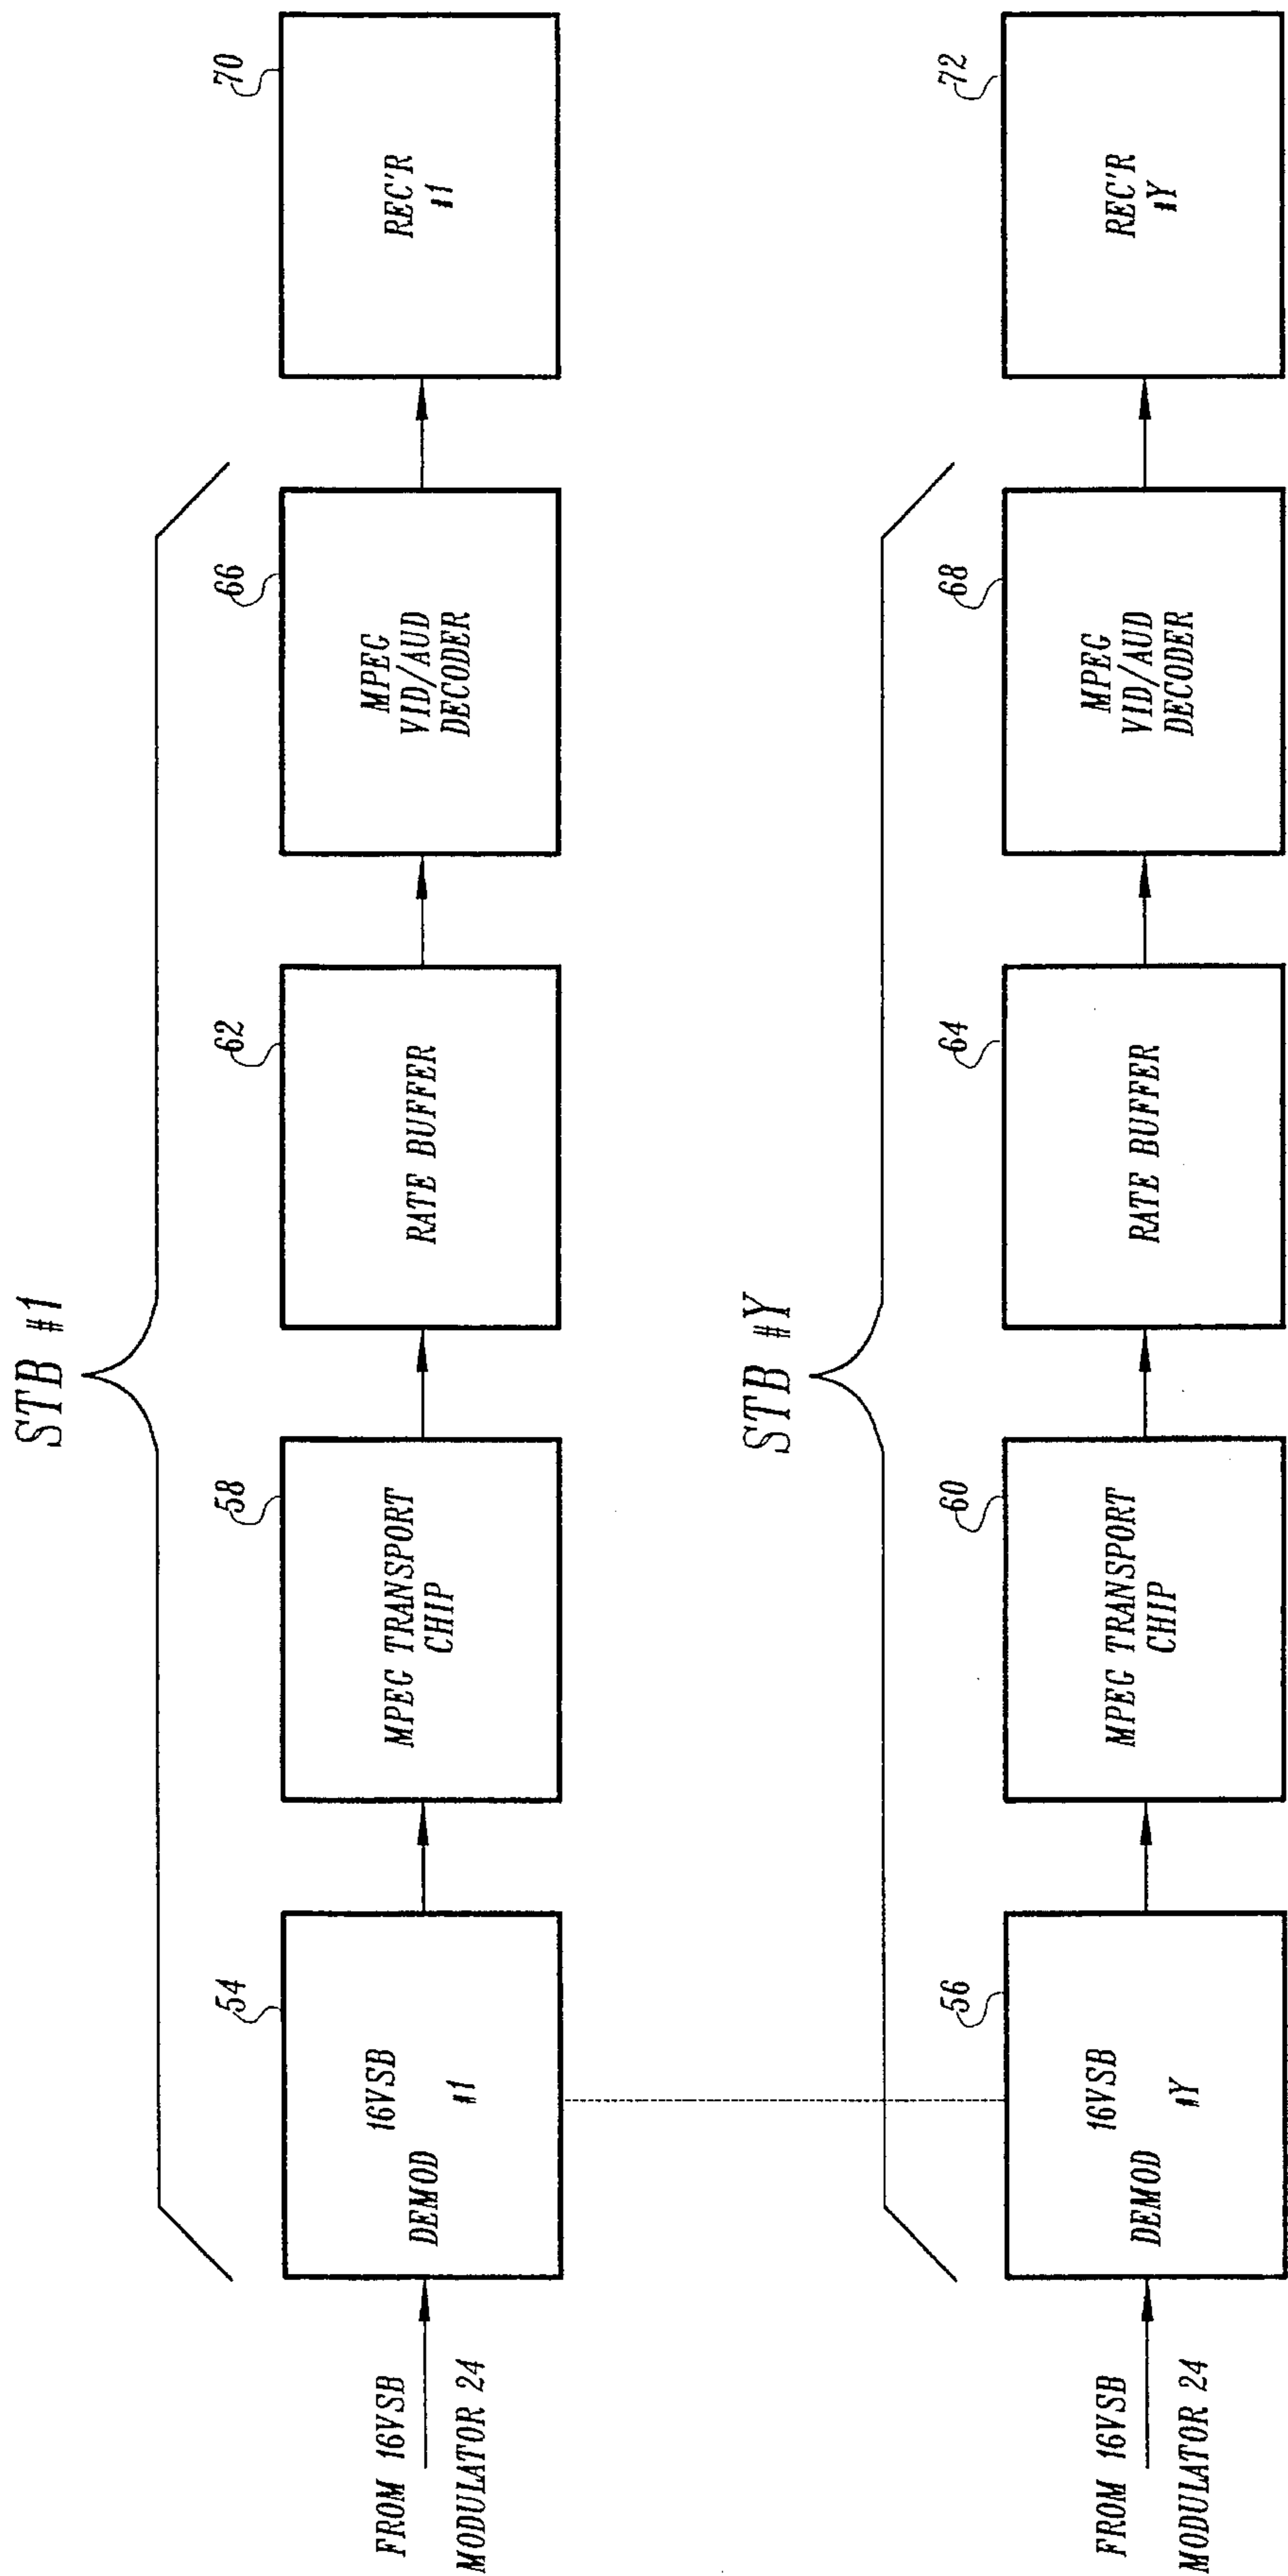 STB #1
FROM 16VSB
MODULATOR 24
54
16VSB
DEMOD #1
58
MPEG TRANSPORT
CHIP
62
RATE BUFFER
66
MPEG
VID/AUD
DECODER
70
REC'R
#1
STB #Y
FROM 16VSB
MODULATOR 24
56
16VSB
DEMOD
#Y
60
MPEG TRANSPORT
CHIP
64
RATE BUFFER
68
MPEG
VID/AUD
DECODER
72
REC'R
#Y